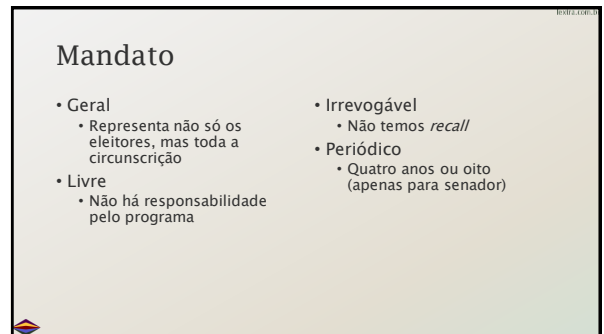 lextra.com.b
Mandato
• Geral
• Representa não só os
eleitores, mas toda a
circunscrição
• Livre
• Não há responsabilidade
pelo programa
• Irrevogável
• Não temos recall
• Periódico
• Quatro anos ou oito
(apenas para senador)